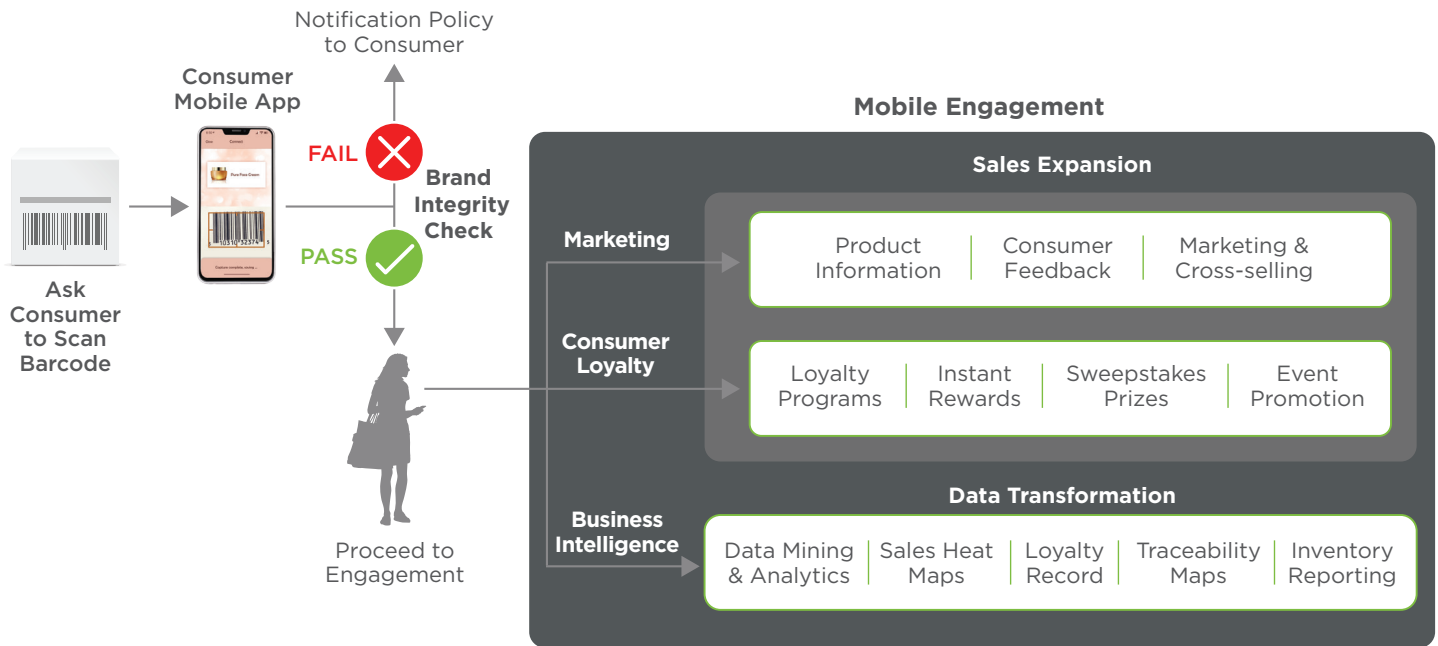 Notification Policy
to Consumer
Consumer
Mobile App
FAIL
Brand
Integrity
Check
PASS
Ask
Consumer
to Scan
Barcode
Proceed to
Engagement
Mobile Engagement
Sales Expansion
Marketing
Product
Information
Consumer
Feedback
Marketing &
Cross-selling
Consumer
Loyalty
Loyalty
Programs
Instant
Rewards
Sweepstakes
Prizes
Event
Promotion
Data Transformation
Business
Intelligence
Data Mining
& Analytics
Sales Heat
Maps
Loyalty
Record
Traceability
Maps
Inventory
Reporting